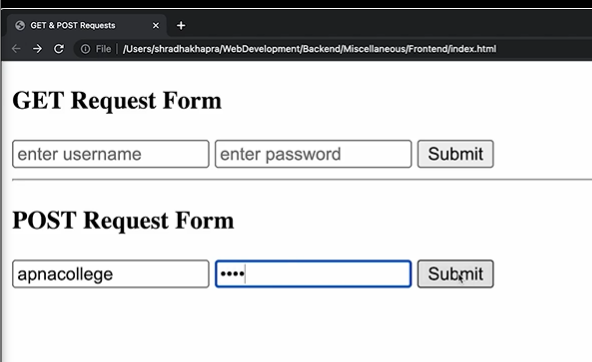 GET & POST Requests
File | /Users/shradhakhapra/WebDevelopment/Backend/Miscellaneous/Frontend/index.html
GET Request Form
enter username enter password Submit
POST Request Form
apnacollege •••• Submit